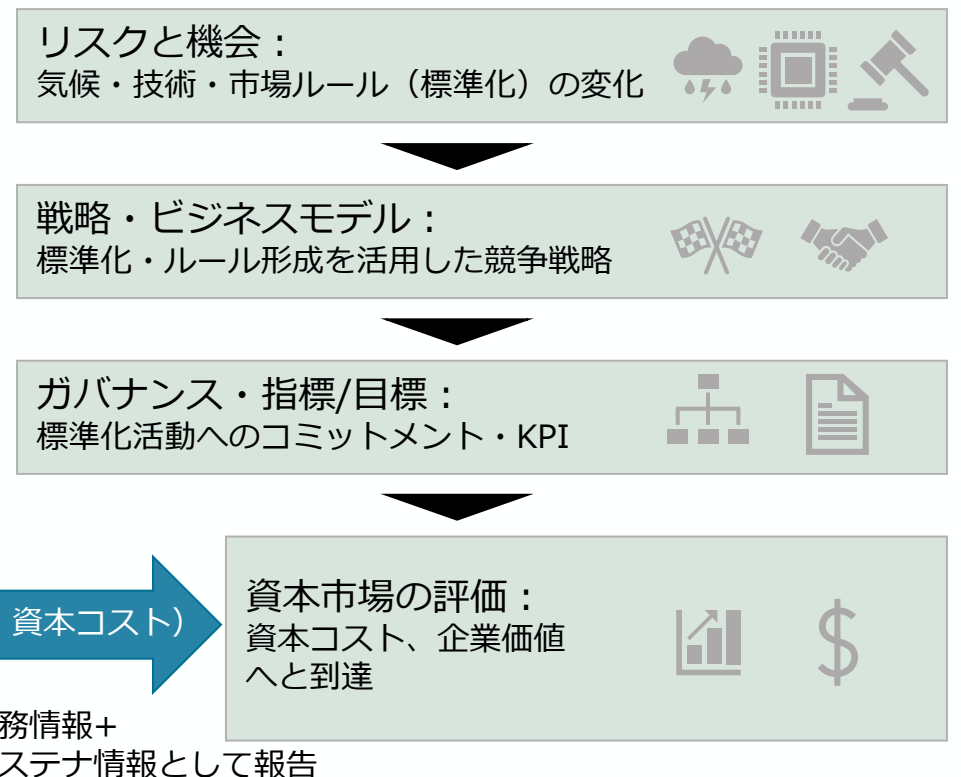 リスクと機会：
気候・技術・市場ルール（標準化）の変化
戦略・ビジネスモデル：
標準化・ルール形成を活用した競争戦略
ガバナンス・指標/目標：
標準化活動へのコミットメント・KPI
資本コスト）
資本市場の評価：
資本コスト、企業価値
へと到達
務情報+
ステナ情報として報告